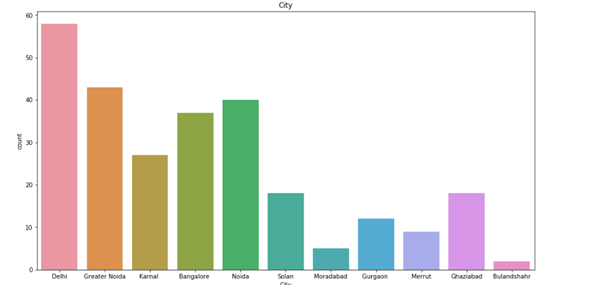 City
60
50
40
30
20
10
0
count
Delhi Greater Noida Karnal Bangalore Noida Solan Moradabad Gurgaon Merrut Ghaziabad Bulandshahr
City